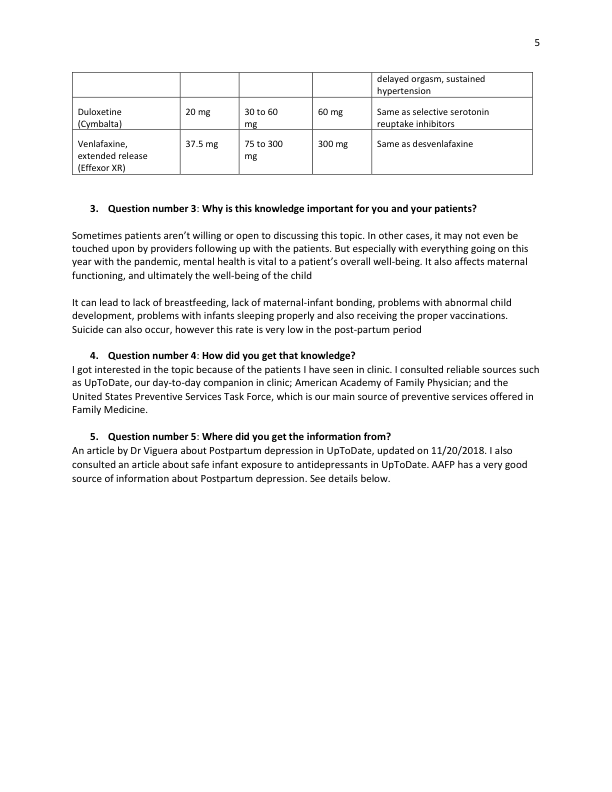 5
delayed orgasm, sustained
hypertension
Duloxetine
(Cymbalta)
20 mg
30 to 60
mg
60 mg
Same as selective serotonin
reuptake inhibitors
Venlafaxine,
extended release
(Effexor XR)
37.5 mg
75 to 300
mg
300 mg
Same as desvenlafaxine
3. Question number 3: Why is this knowledge important for you and your patients?
Sometimes patients aren’t willing or open to discussing this topic. In other cases, it may not even be
touched upon by providers following up with the patients. But especially with everything going on this
year with the pandemic, mental health is vital to a patient’s overall well-being. It also affects maternal
functioning, and ultimately the well-being of the child
It can lead to lack of breastfeeding, lack of maternal-infant bonding, problems with abnormal child
development, problems with infants sleeping properly and also receiving the proper vaccinations.
Suicide can also occur, however this rate is very low in the post-partum period
4. Question number 4: How did you get that knowledge?
I got interested in the topic because of the patients I have seen in clinic. I consulted reliable sources such
as UpToDate, our day-to-day companion in clinic; American Academy of Family Physician; and the
United States Preventive Services Task Force, which is our main source of preventive services offered in
Family Medicine.
5. Question number 5: Where did you get the information from?
An article by Dr Viguera about Postpartum depression in UpToDate, updated on 11/20/2018. I also
consulted an article about safe infant exposure to antidepressants in UpToDate. AAFP has a very good
source of information about Postpartum depression. See details below.